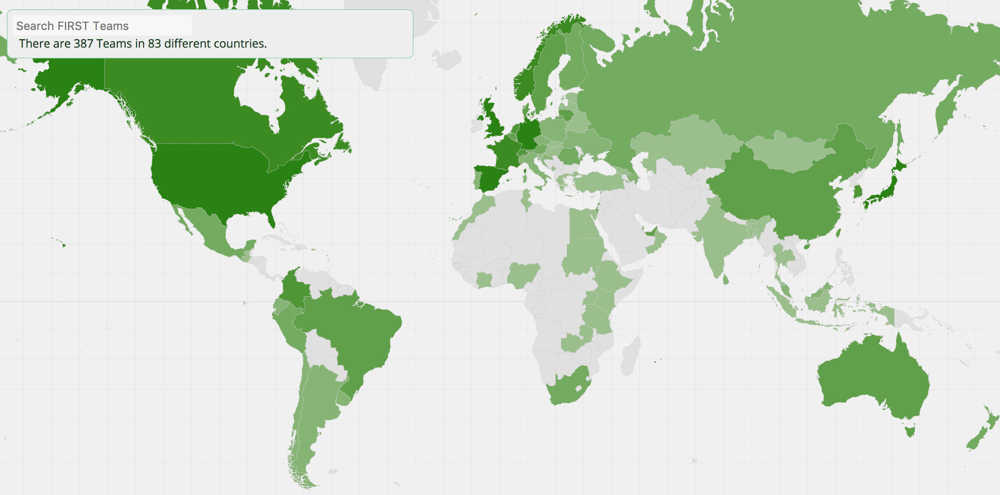 Search FIRST Teams
There are 387 Teams in 83 different countries.